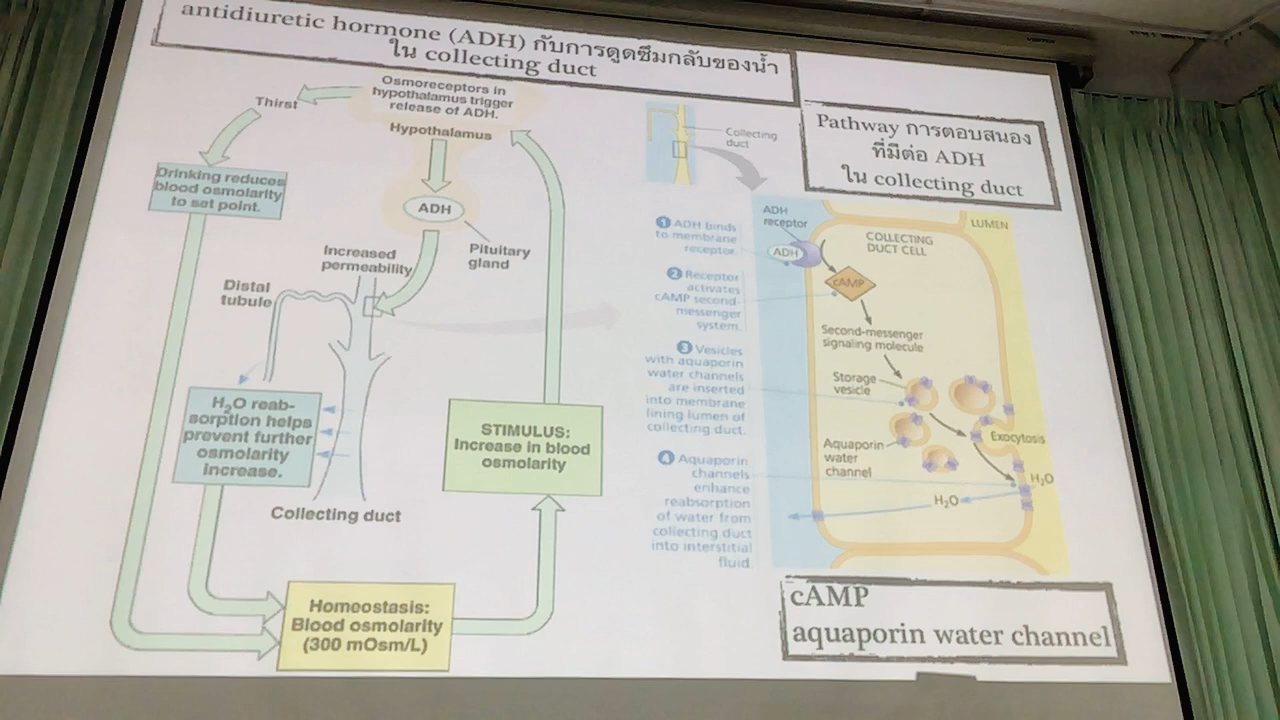 antidiuretic hormone (ADH) กับการดูดซึมกลับของน้ำ
ใน collecting duct
Osmoreceptors in
hypothalamus trigger
release of ADH.
Thirst
Hypothalamus
Drinking reduces
blood osmolarity
to set point.
ADH
Increased
permeability
Pituitary
gland
Distal
tubule
H₂O reab-
sorption helps
prevent further
osmolarity
increase.
STIMULUS:
Increase in blood
osmolarity
Collecting duct
Homeostasis:
Blood osmolarity
(300 mOsm/L)
Collecting
duct
Pathway การตอบสนอง
ที่มีต่อ ADH
ใน collecting duct
1 ADH binds
to membrane
receptor.
2 Receptor
activates
cAMP second-
messenger
system.
3 Vesicles
with aquaporin
water channels
are inserted
into membrane
lining lumen of
collecting duct.
4 Aquaporin
channels
enhance
reabsorption
of water from
collecting duct
into interstitial
fluid.
ADH
receptor
LUMEN
COLLECTING
DUCT CELL
ADH
cAMP
Second-messenger
signaling molecule
Storage
vesicle
Exocytosis
Aquaporin
water
channel
H₂O
H₂O
cAMP
aquaporin water channel